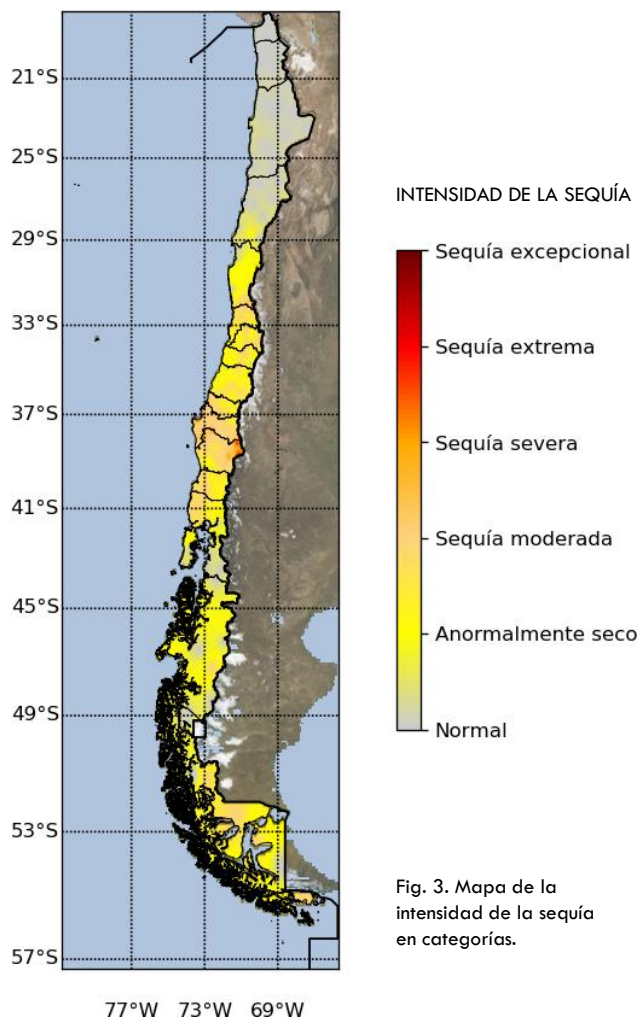 21°S
25°S
29°S
33°S
37°S
41°S
45°S
49°S
53°S
57°S
77°W 73°W 69°W
INTENSIDAD DE LA SEQUÍA
Sequía excepcional
Sequía extrema
Sequía severa
Sequía moderada
Anormalmente seco
Normal
Fig. 3. Mapa de la
intensidad de la sequía
en categorías.